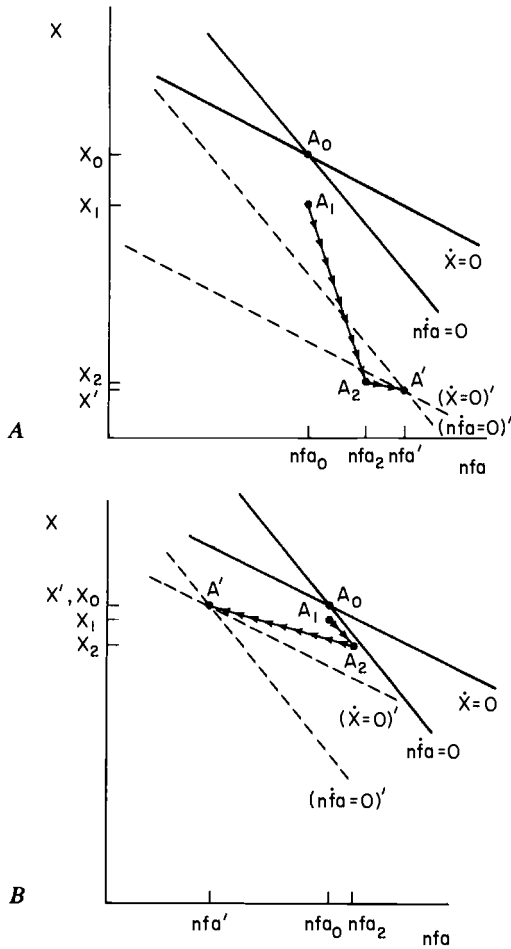 X
A₀
X₀
X₁
A₁
Ẋ=0
nḟa=0
X₂
X′
A₂
A′
(Ẋ=0)′
(nḟa=0)′
A
nfa₀
nfa₂
nfa′
nfa
X
X′, X₀
X₁
X₂
A′
A₀
A₁
A₂
Ẋ=0
(Ẋ=0)′
nḟa=0
(nḟa=0)′
B
nfa′
nfa₀
nfa₂
nfa